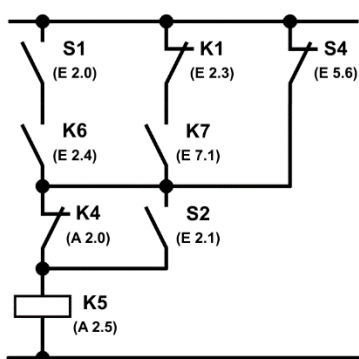 S1
(E 2.0)
K1
(E 2.3)
S4
(E 5.6)
K6
(E 2.4)
K7
(E 7.1)
K4
(A 2.0)
S2
(E 2.1)
K5
(A 2.5)